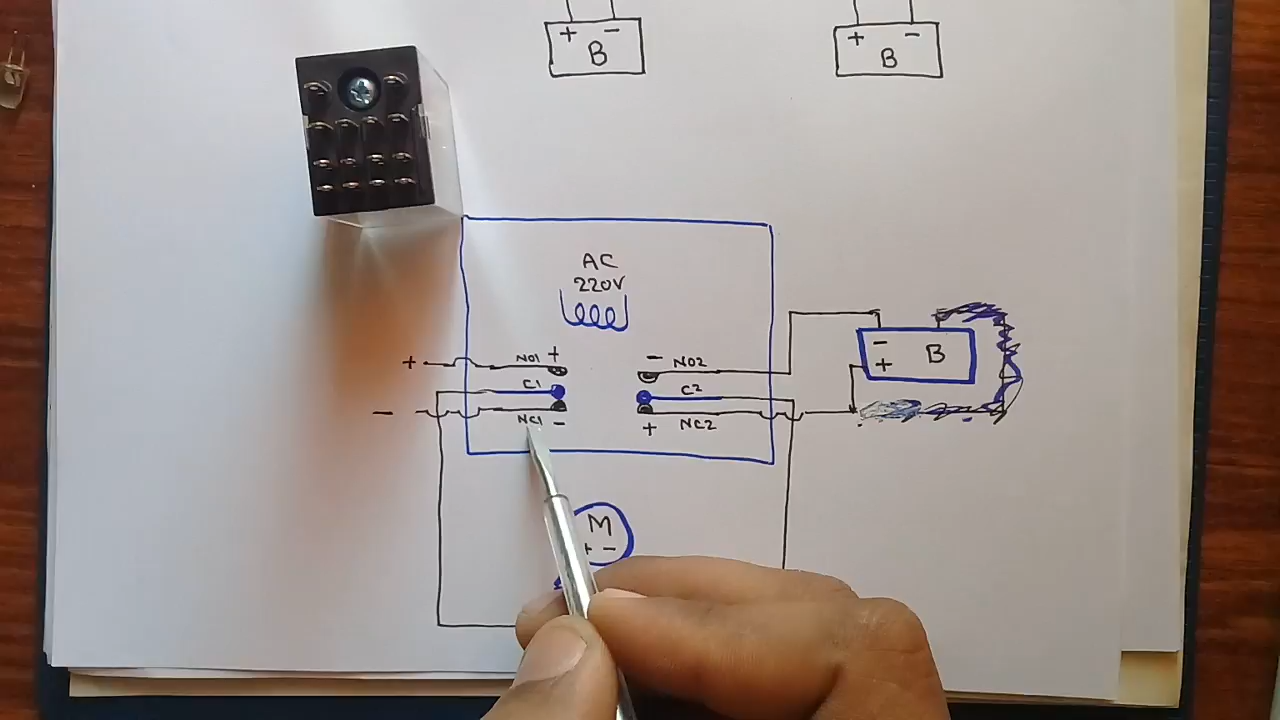 + − + −
B B
AC
220V
+ NO1 + − NO2
C1 C2
− NC1 − + NC2
− B
+
M
+ −